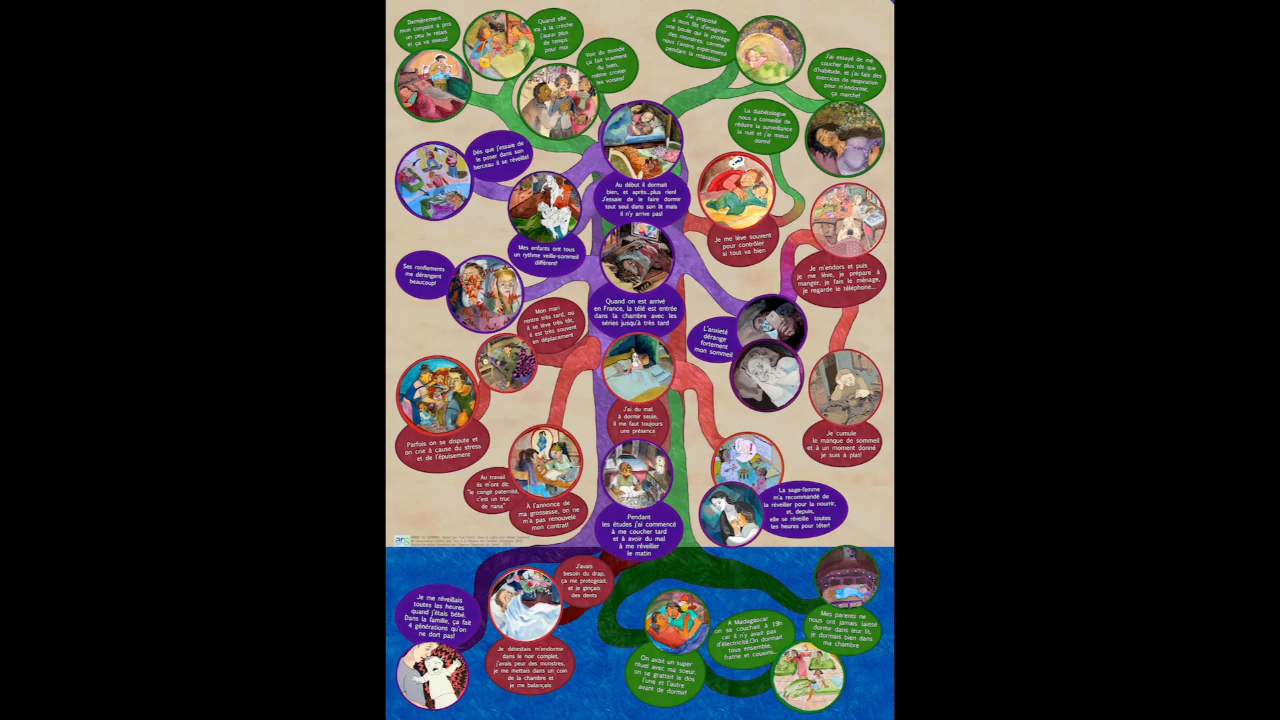 Dernièrement
mon conjoint a pris
un peu le relais
et ça va mieux!
Quand elle
ira à la crèche
j'aurai plus
de temps
pour moi
Voir du monde
ça fait vraiment
du bien,
même croiser
les voisins!
J'ai proposé
à mon fils d'imaginer
une boule qui le protège
des monstres, comme
nous l'avons expérimenté
pendant la relaxation
J'ai essayé de me
coucher plus tôt que
d'habitude, et j'ai fais des
exercices de respiration
pour m'endormir,
ça marche!
La diabétologue
nous a conseillé de
réduire la surveillance
la nuit et j'ai mieux
dormi!
Dès que j'essaie de
le poser dans son
berceau il se réveille!
Au début il dormait
bien, et après...plus rien!
J'essaie de le faire dormir
tout seul dans son lit mais
il n'y arrive pas!
Mes enfants ont tous
un rythme veille-sommeil
différent!
Je me lève souvent
pour contrôler
si tout va bien
Je m'endors et puis
je me lève, je prépare à
manger, je fais le ménage,
je regarde le téléphone...
Ses ronflements
me dérangent
beaucoup!
Quand on est arrivé
en France, la télé est entrée
dans la chambre avec les
séries jusqu'à très tard
Mon mari
rentre très tard, ou
il se lève très tôt,
il est très souvent
en déplacement
L'anxiété
dérange
fortement
mon sommeil
J'ai du mal
à dormir seule,
il me faut toujours
une présence
Parfois on se dispute et
on crie à cause du stress
et de l'épuisement
Je cumule
le manque de sommeil
et à un moment donné
je suis à plat!
Au travail
ils m'ont dit:
"le congé paternité,
c'est un truc
de nana"
À l'annonce de
ma grossesse, on ne
m'a pas renouvelé
mon contrat!
La sage-femme
m'a recommandé de
la réveiller pour la nourrir,
et, depuis,
elle se réveille toutes
les heures pour téter!
Pendant
les études j'ai commencé
à me coucher tard
et à avoir du mal
à me réveiller
le matin
ars
J'avais
besoin du drap,
ça me protegeait,
et je grinçais
des dents
Je me réveillais
toutes les heures
quand j'étais bébé.
Dans la famille, ça fait
4 générations qu'on
ne dort pas!
Je détestais m'endormir
dans le noir complet,
j'avais peur des monstres,
je me mettais dans un coin
de la chambre et
je me balançais
On avait un super
rituel avec ma soeur,
on se grattait le dos
l'une et l'autre
avant de dormir!
A Madagascar
on se couchait à 19h
car il n'y avait pas
d'électricité.On dormait
tous ensemble,
fratrie et cousins...
Mes parents ne
nous ont jamais laissé
dormir dans leur lit,
je dormais bien dans
ma chambre